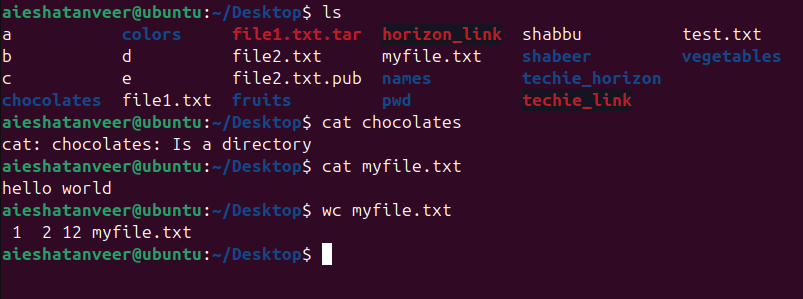 aieshatanveer@ubuntu:~/Desktop$ ls
a colors file1.txt.tar horizon_link shabbu test.txt
b d file2.txt myfile.txt shabeer vegetables
c e file2.txt.pub names techie_horizon
chocolates file1.txt fruits pwd techie_link
aieshatanveer@ubuntu:~/Desktop$ cat chocolates
cat: chocolates: Is a directory
aieshatanveer@ubuntu:~/Desktop$ cat myfile.txt
hello world
aieshatanveer@ubuntu:~/Desktop$ wc myfile.txt
1 2 12 myfile.txt
aieshatanveer@ubuntu:~/Desktop$